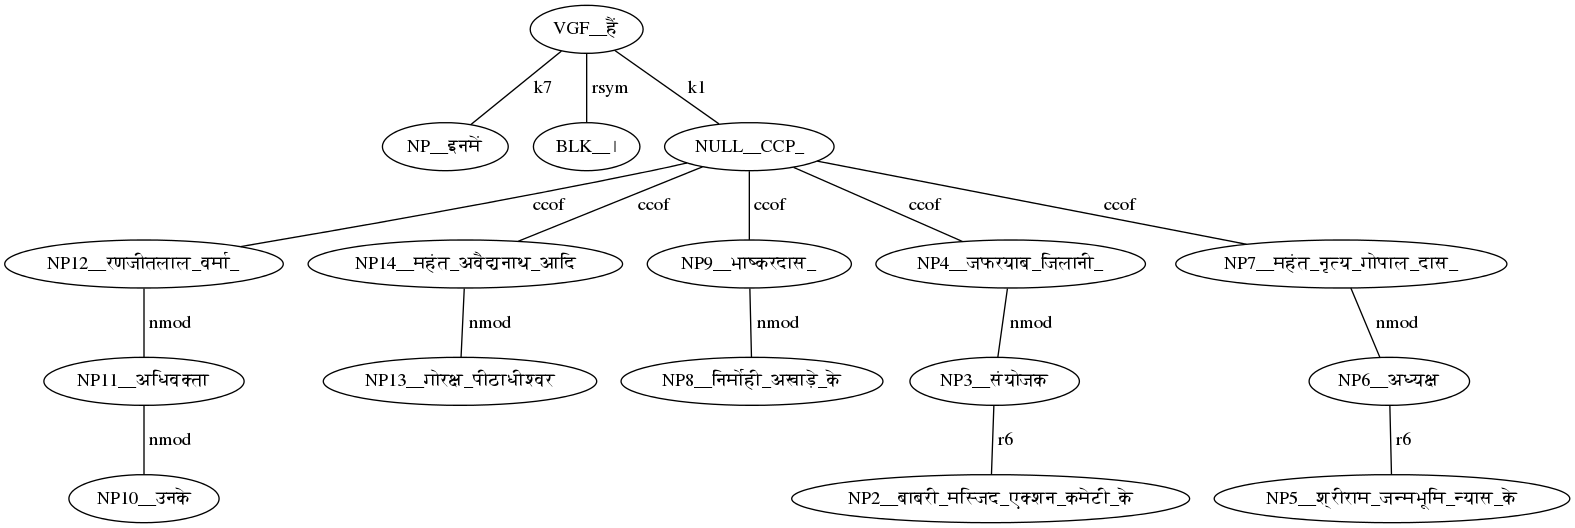 VGF__हैं
k7 rsym k1
NP__इनमें BLK__। NULL__CCP_
ccof ccof ccof ccof ccof
NP12__रणजीतलाल_वर्मा_ NP14__महंत_अवैद्यनाथ_आदि NP9__भाष्करदास_ NP4__जफरयाब_जिलानी_ NP7__महंत_नृत्य_गोपाल_दास_
nmod nmod nmod nmod nmod
NP11__अधिवक्ता NP13__गोरक्ष_पीठाधीश्वर NP8__निर्मोही_अखाड़े_के NP3__संयोजक NP6__अध्यक्ष
nmod r6 r6
NP10__उनके NP2__बाबरी_मस्जिद_एक्शन_कमेटी_के NP5__श्रीराम_जन्मभूमि_न्यास_के